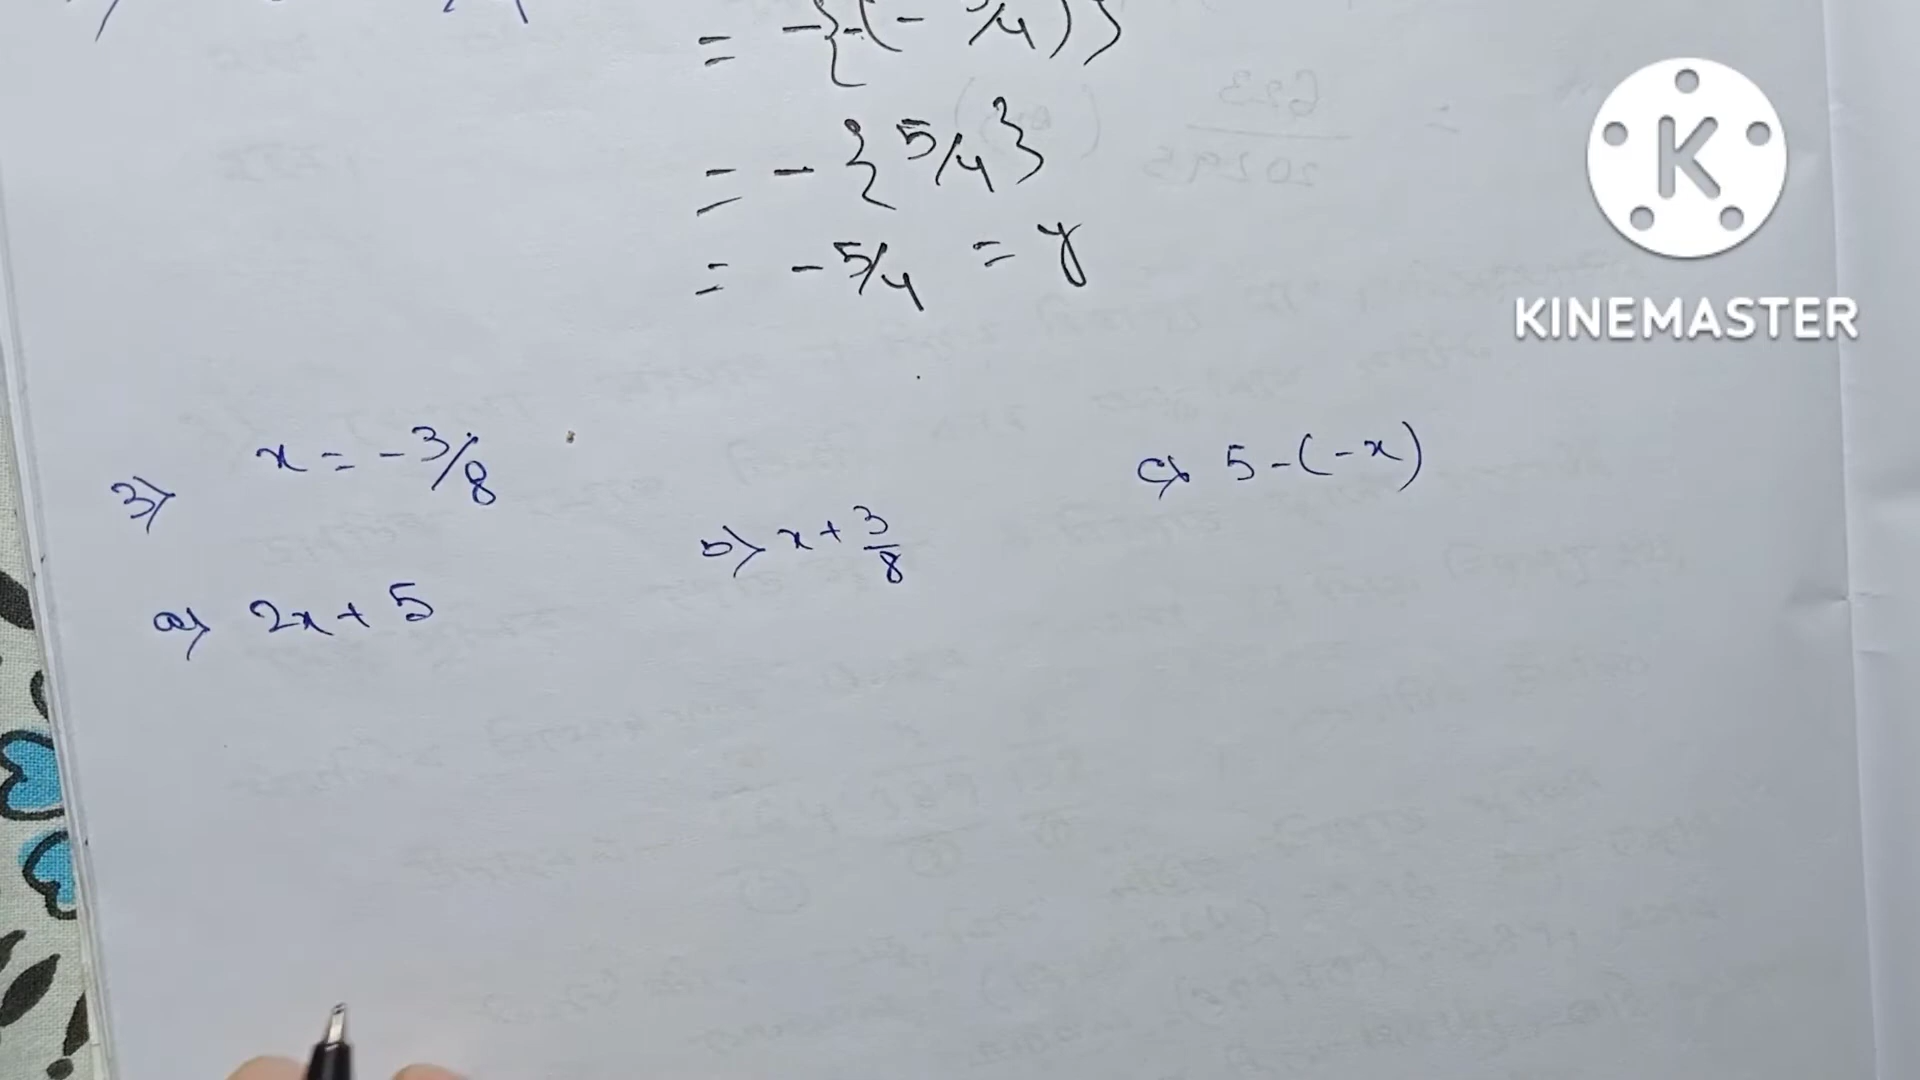 = -{-(- 5/4)}
= - {5/4}
= - 5/4 = y
KINEMASTER
3) x = -3/8
a) 2x + 5
b) x + 3/8
c) 5 - (-x)